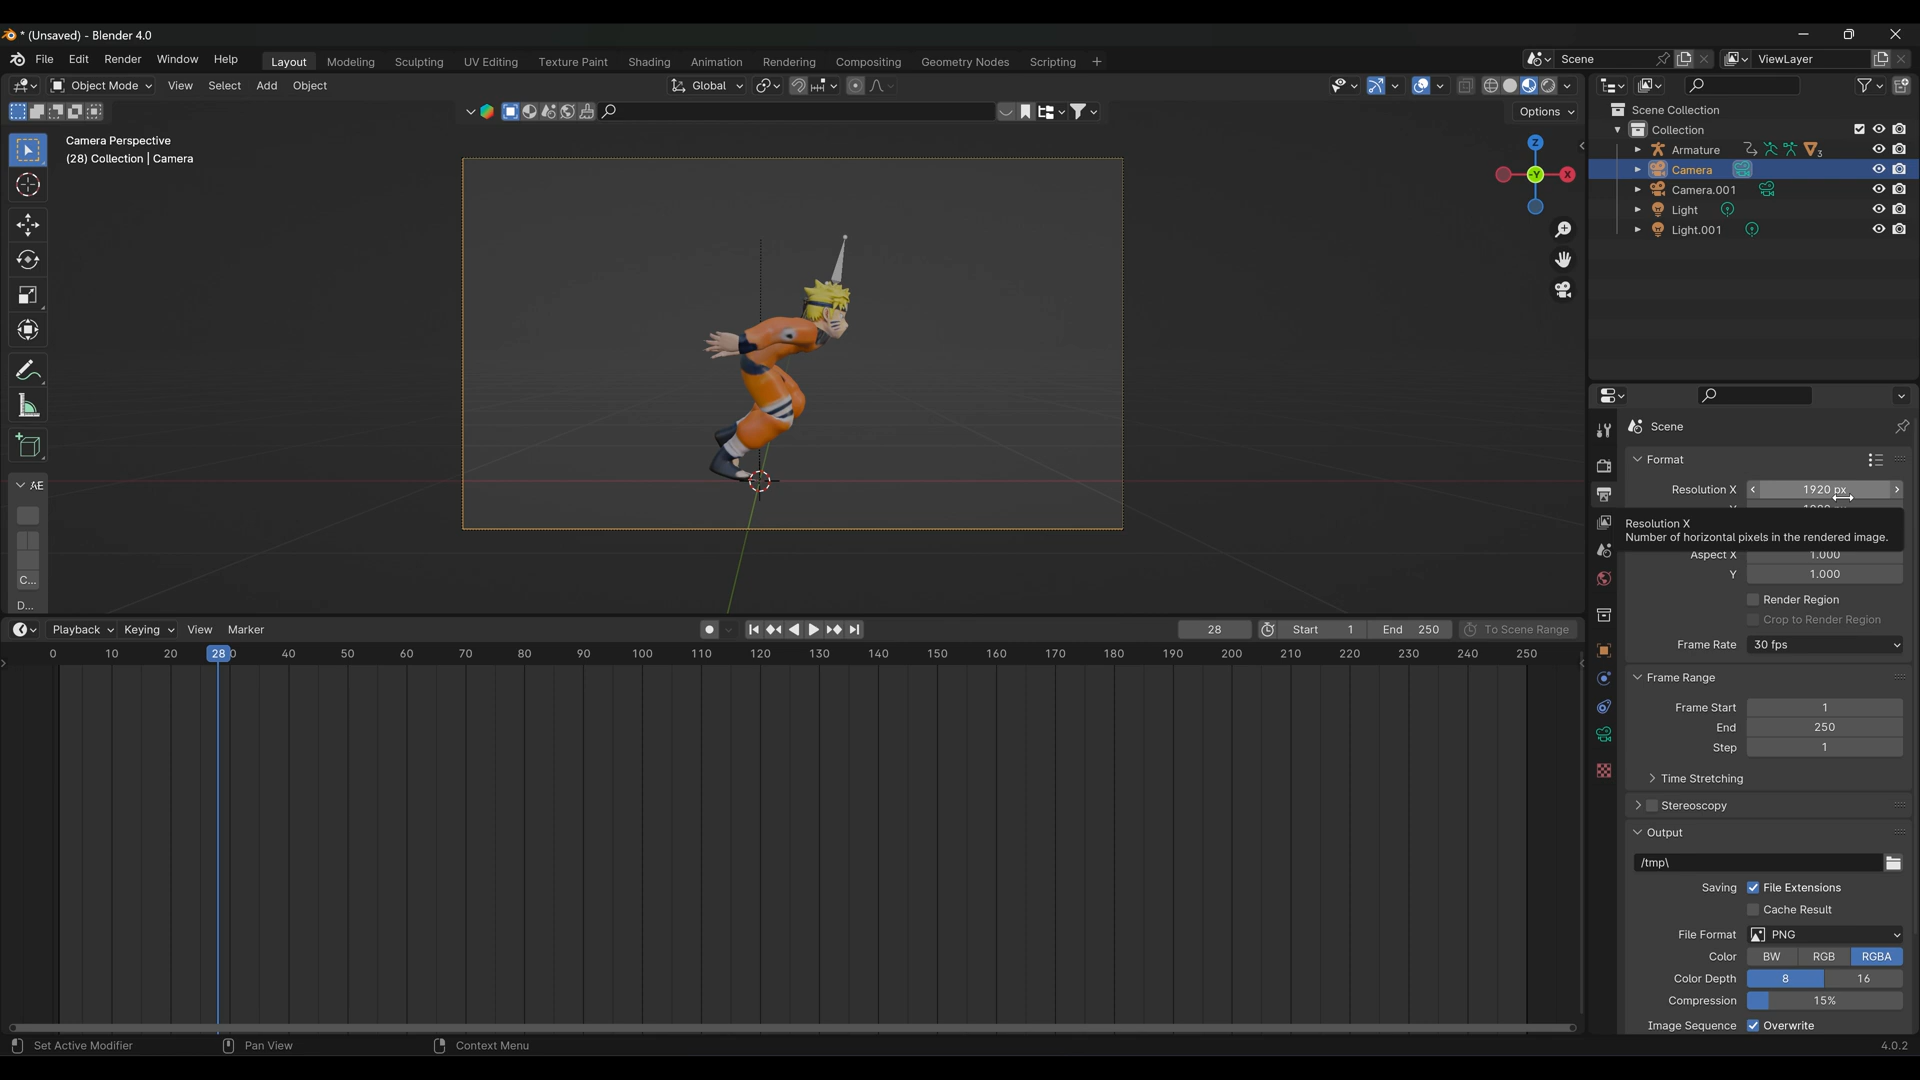 * (Unsaved) - Blender 4.0
File Edit Render Window Help Layout Modeling Sculpting UV Editing Texture Paint Shading Animation Rendering Compositing Geometry Nodes Scripting + Scene ViewLayer
Object Mode View Select Add Object Global
Options
Camera Perspective
(28) Collection | Camera
Z
-Y
X
Scene Collection
Collection
Armature 3
Camera
Camera.001
Light
Light.001
Scene
Format
Resolution X 1920 px
Resolution X
Number of horizontal pixels in the rendered image.
Aspect X 1.000
Y 1.000
Render Region
Crop to Render Region
Frame Rate 30 fps
Frame Range
Frame Start 1
End 250
Step 1
Time Stretching
Stereoscopy
Output
/tmp\
Saving File Extensions
Cache Result
File Format PNG
Color BW RGB RGBA
Color Depth 8 16
Compression 15%
Image Sequence Overwrite
AE
C...
D...
Playback Keying View Marker 28 Start 1 End 250 To Scene Range
0 10 20 28 40 50 60 70 80 90 100 110 120 130 140 150 160 170 180 190 200 210 220 230 240 250
Set Active Modifier Pan View Context Menu 4.0.2